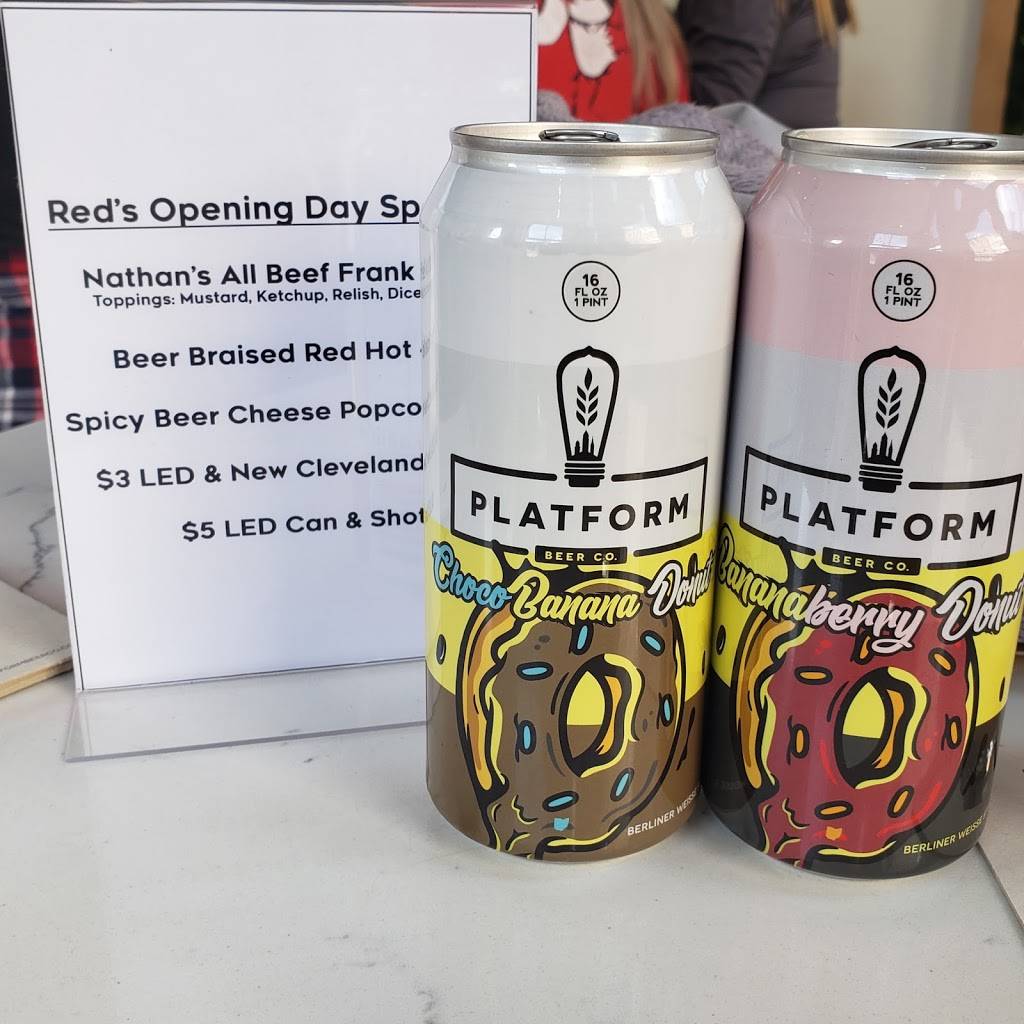 Red's Opening Day Sp
Nathan's All Beef Frank
Toppings: Mustard, Ketchup, Relish, Dice
Beer Braised Red Hot
Spicy Beer Cheese Popco
$3 LED & New Cleveland
$5 LED Can & Shot
16
FL OZ
1 PINT
PLATFORM
BEER CO.
Choco Banana Donut
BERLINER WEISSE
16
FL OZ
1 PINT
PLATFORM
BEER CO.
Bananaberry Donut
BERLINER WEISSE